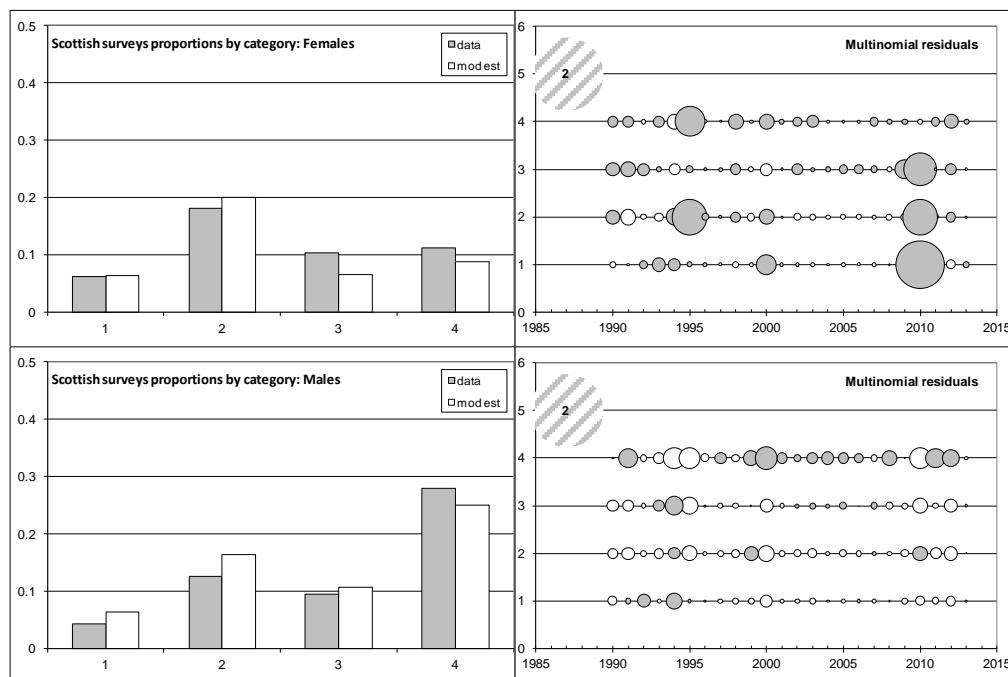 Scottish surveys proportions by category: Females
data
mod est
0.5
0.4
0.3
0.2
0.1
0
1 2 3 4
Multinomial residuals
2
6
5
4
3
2
1
0
1985 1990 1995 2000 2005 2010 2015
Scottish surveys proportions by category: Males
data
mod est
0.5
0.4
0.3
0.2
0.1
0
1 2 3 4
Multinomial residuals
2
6
5
4
3
2
1
0
1985 1990 1995 2000 2005 2010 2015